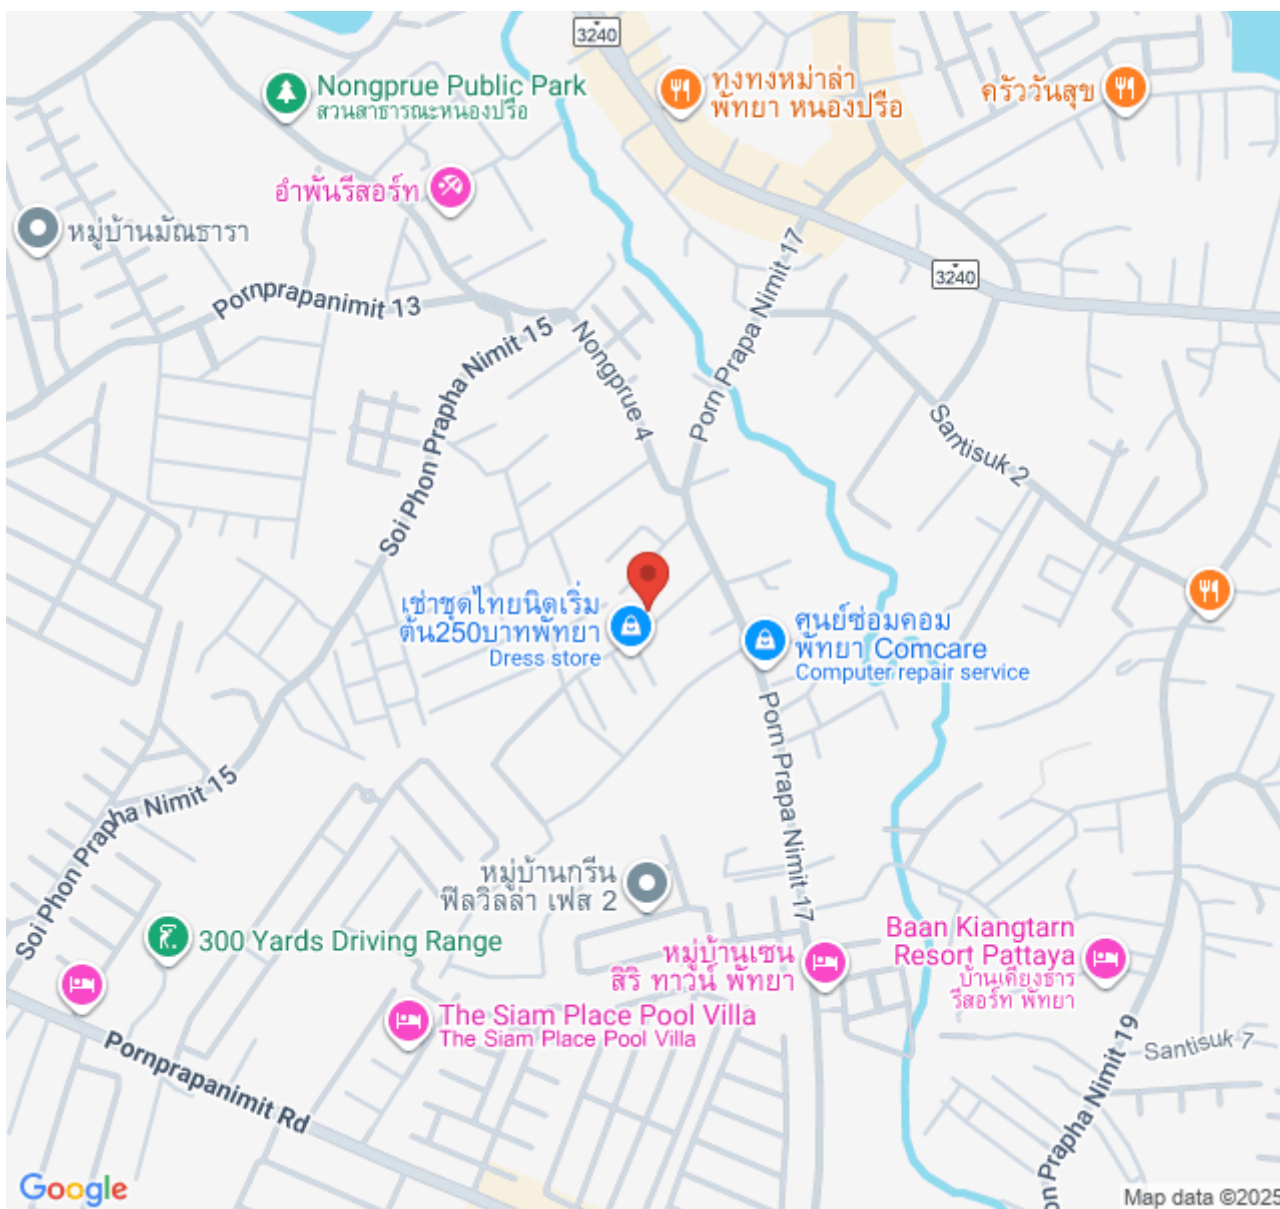 3240
Nongprue Public Park
สวนสาธารณะหนองปรือ
ทงทงหม่าล่า
พัทยา หนองปรือ
ครัววันสุข
อำพันรีสอร์ท
หมู่บ้านมัณธารา
Pornprapanimit 13
Soi Phon Prapha Nimit 15
Nongprue 4
Porn Prapa Nimit 17
3240
Santisuk 2
เช่าชุดไทยนิดเริ่ม
ต้น250บาทพัทยา
Dress store
ศูนย์ซ่อมคอม
พัทยา Comcare
Computer repair service
Porn Prapa Nimit 17
Soi Phon Prapha Nimit 15
หมู่บ้านกรีน
ฟิลวิลล่า เฟส 2
300 Yards Driving Range
หมู่บ้านเซน
สิริ ทาวน์ พัทยา
Baan Kiangtarn
Resort Pattaya
บ้านเคียงธาร
รีสอร์ท พัทยา
The Siam Place Pool Villa
The Siam Place Pool Villa
Pornprapanimit Rd
Santisuk 7
on Prapha Nimit 19
Google
Map data ©2025